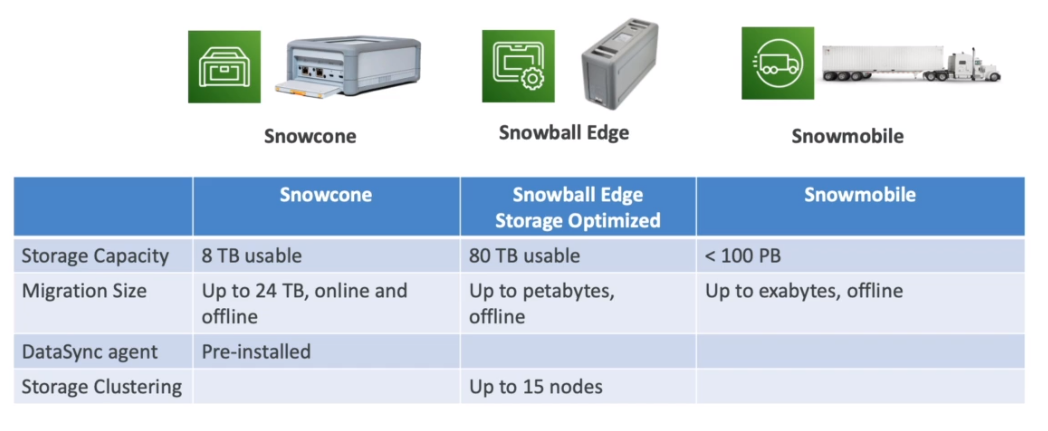 Snowcone
Snowball Edge
Snowmobile
Snowcone
Snowball Edge
Storage Optimized
Snowmobile
Storage Capacity
8 TB usable
80 TB usable
< 100 PB
Migration Size
Up to 24 TB, online and
offline
Up to petabytes,
offline
Up to exabytes, offline
DataSync agent
Pre-installed
Storage Clustering
Up to 15 nodes